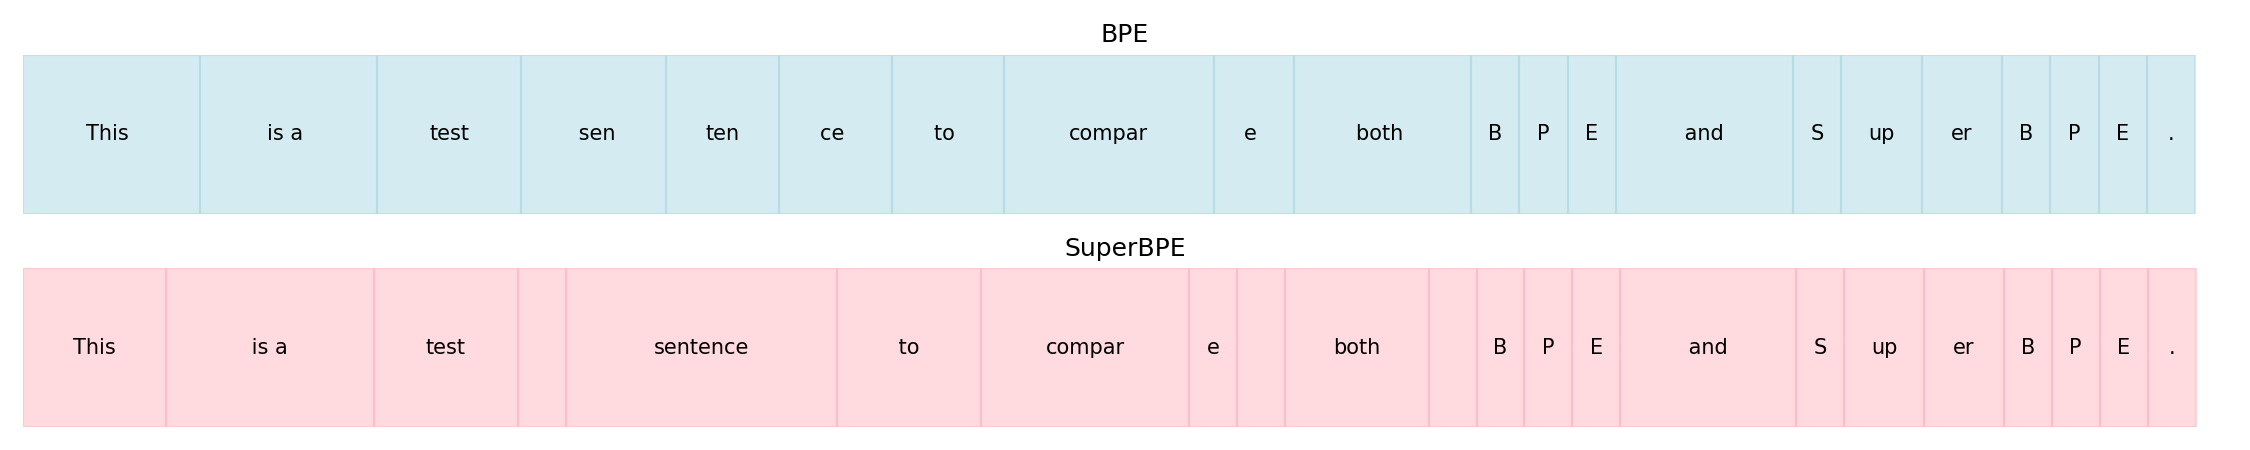 BPE
This is a test sen ten ce to compar e both B P E and S up er B P E .
SuperBPE
This is a test sentence to compar e both B P E and S up er B P E .